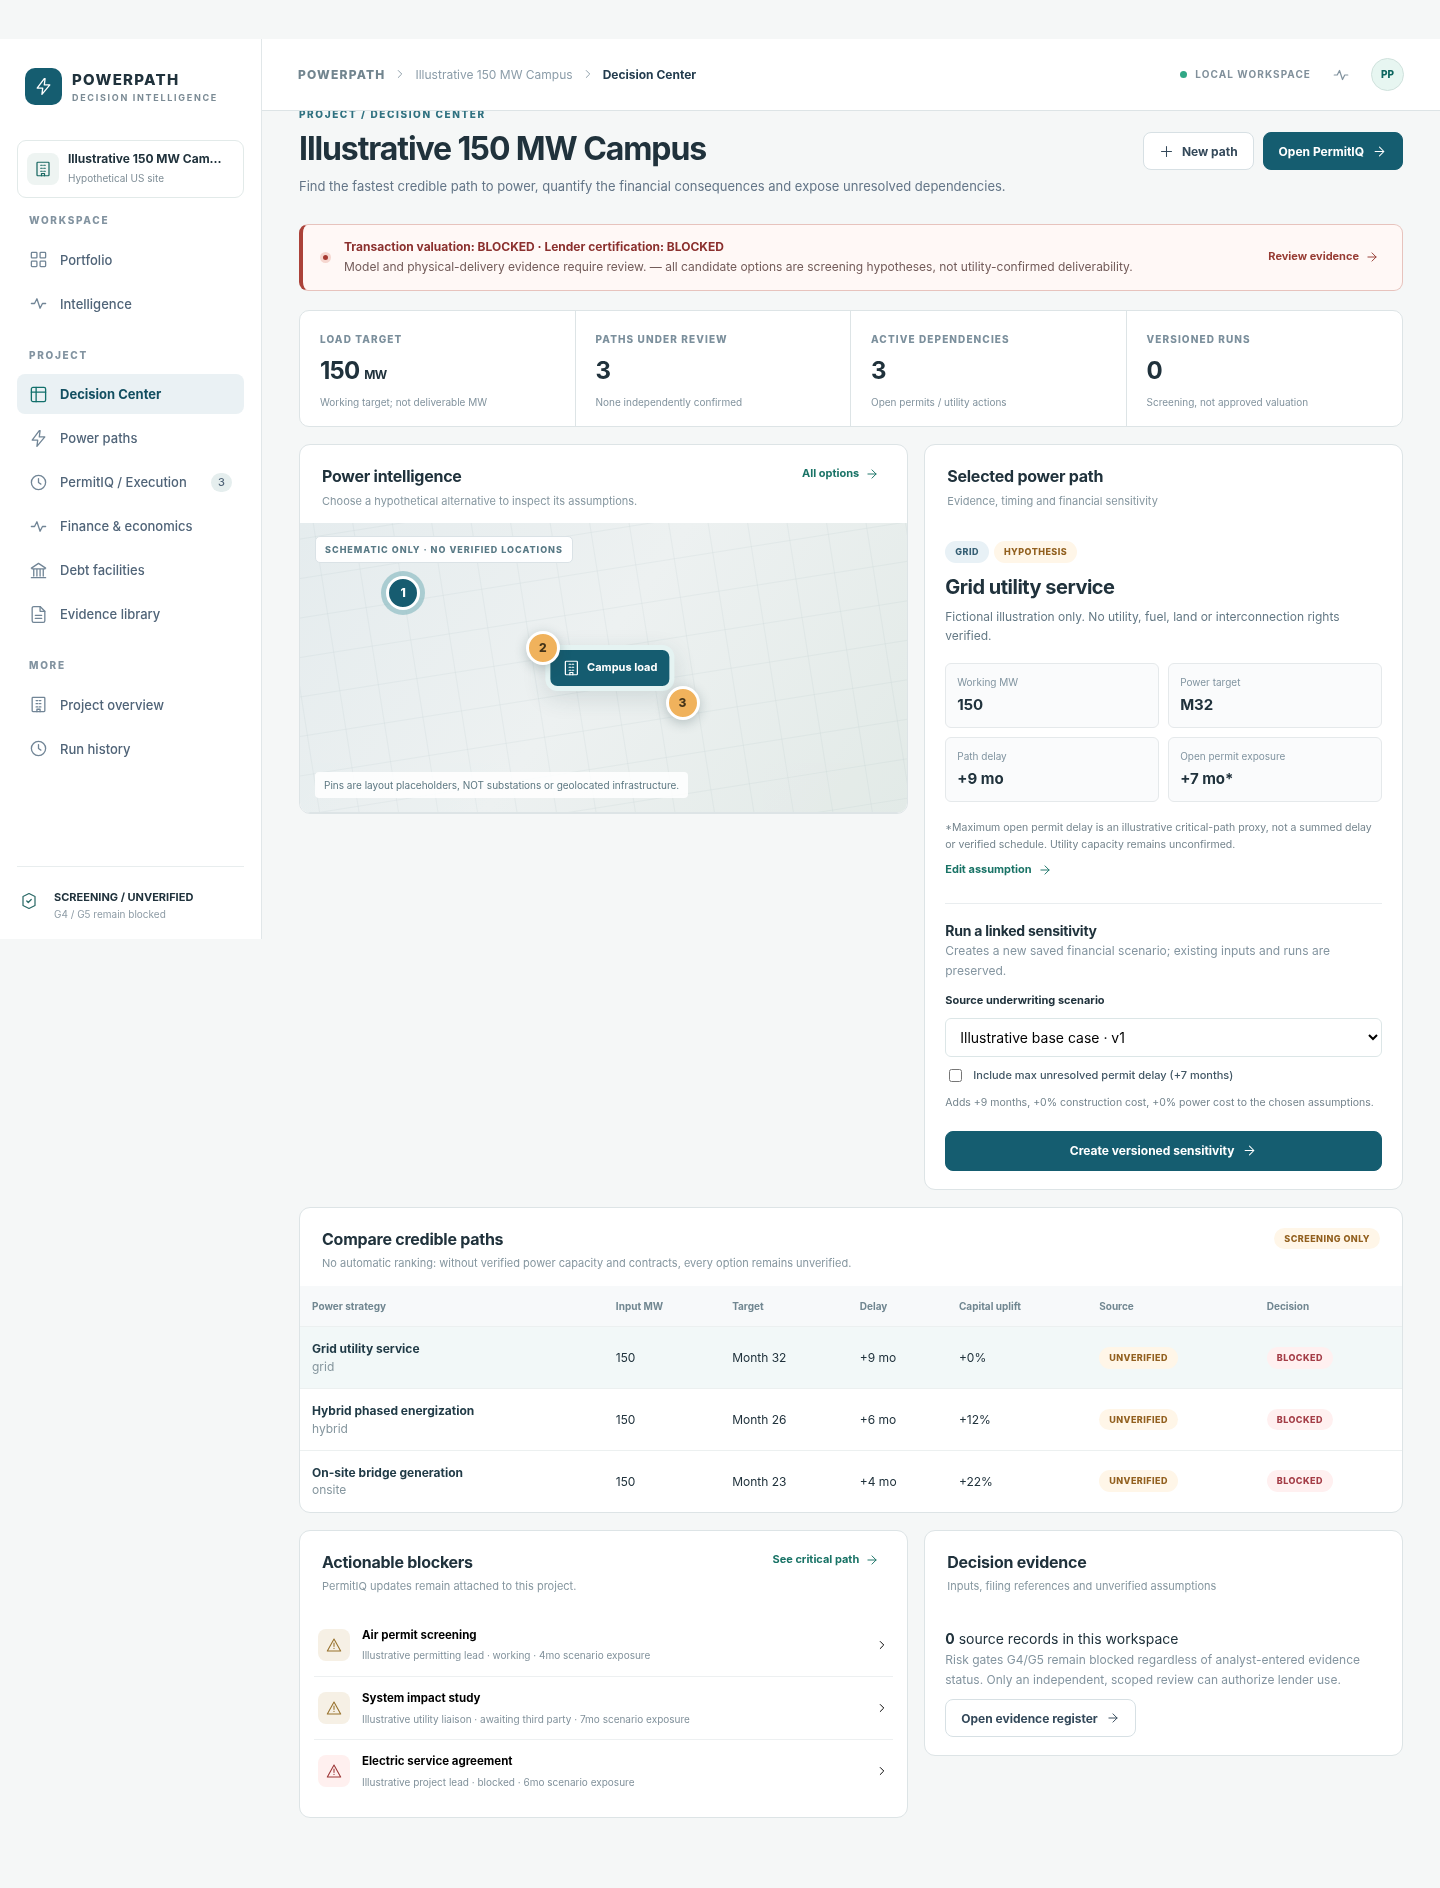 POWERPATH
DECISION INTELLIGENCE
Illustrative 150 MW Cam...
Hypothetical US site
WORKSPACE
Portfolio
Intelligence
PROJECT
Decision Center
Power paths
PermitIQ / Execution 3
Finance & economics
Debt facilities
Evidence library
MORE
Project overview
Run history
SCREENING / UNVERIFIED
G4 / G5 remain blocked
POWERPATH > Illustrative 150 MW Campus > Decision Center
LOCAL WORKSPACE PP
PROJECT / DECISION CENTER
Illustrative 150 MW Campus
Find the fastest credible path to power, quantify the financial consequences and expose unresolved dependencies.
New path
Open PermitIQ
Transaction valuation: BLOCKED · Lender certification: BLOCKED
Model and physical-delivery evidence require review. — all candidate options are screening hypotheses, not utility-confirmed deliverability.
Review evidence
LOAD TARGET
150 MW
Working target; not deliverable MW
PATHS UNDER REVIEW
3
None independently confirmed
ACTIVE DEPENDENCIES
3
Open permits / utility actions
VERSIONED RUNS
0
Screening, not approved valuation
Power intelligence
Choose a hypothetical alternative to inspect its assumptions.
All options
SCHEMATIC ONLY · NO VERIFIED LOCATIONS
1
2
Campus load
3
Pins are layout placeholders, NOT substations or geolocated infrastructure.
Selected power path
Evidence, timing and financial sensitivity
GRID HYPOTHESIS
Grid utility service
Fictional illustration only. No utility, fuel, land or interconnection rights
verified.
Working MW
150
Power target
M32
Path delay
+9 mo
Open permit exposure
+7 mo*
*Maximum open permit delay is an illustrative critical-path proxy, not a summed delay
or verified schedule. Utility capacity remains unconfirmed.
Edit assumption
Run a linked sensitivity
Creates a new saved financial scenario; existing inputs and runs are
preserved.
Source underwriting scenario
Illustrative base case · v1
Include max unresolved permit delay (+7 months)
Adds +9 months, +0% construction cost, +0% power cost to the chosen assumptions.
Create versioned sensitivity
Compare credible paths
No automatic ranking: without verified power capacity and contracts, every option remains unverified.
SCREENING ONLY
Power strategy Input MW Target Delay Capital uplift Source Decision
Grid utility service
grid
150 Month 32 +9 mo +0% UNVERIFIED BLOCKED
Hybrid phased energization
hybrid
150 Month 26 +6 mo +12% UNVERIFIED BLOCKED
On-site bridge generation
onsite
150 Month 23 +4 mo +22% UNVERIFIED BLOCKED
Actionable blockers
PermitIQ updates remain attached to this project.
See critical path
Air permit screening
Illustrative permitting lead · working · 4mo scenario exposure
System impact study
Illustrative utility liaison · awaiting third party · 7mo scenario exposure
Electric service agreement
Illustrative project lead · blocked · 6mo scenario exposure
Decision evidence
Inputs, filing references and unverified assumptions
0 source records in this workspace
Risk gates G4/G5 remain blocked regardless of analyst-entered evidence
status. Only an independent, scoped review can authorize lender use.
Open evidence register